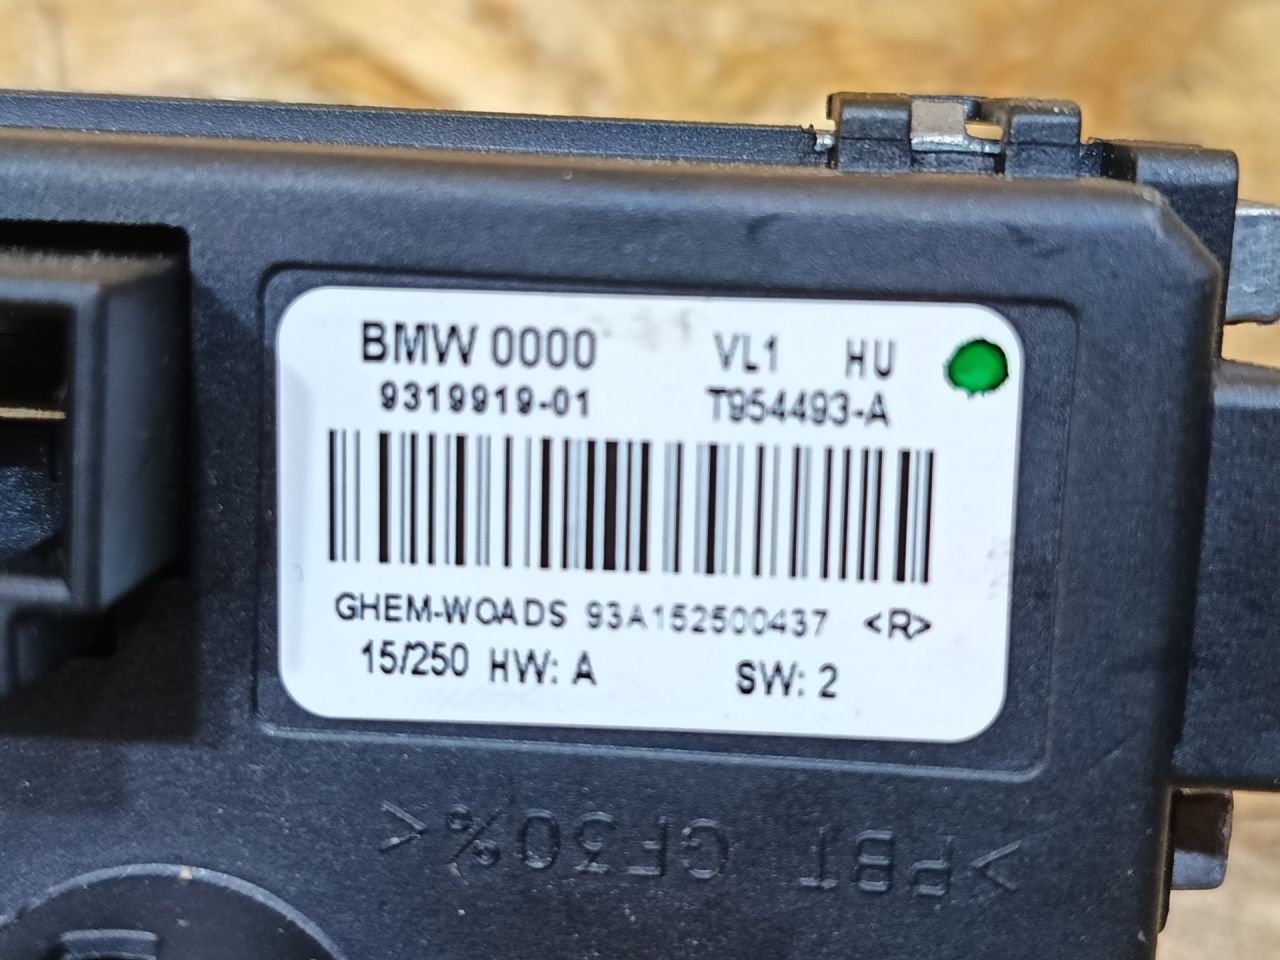 BMW 0000 VL1 HU
9319919-01 T954493-A
GHEM-WOADS 93A152500437 <R>
15/250 HW: A SW: 2
>PBT GF30%<